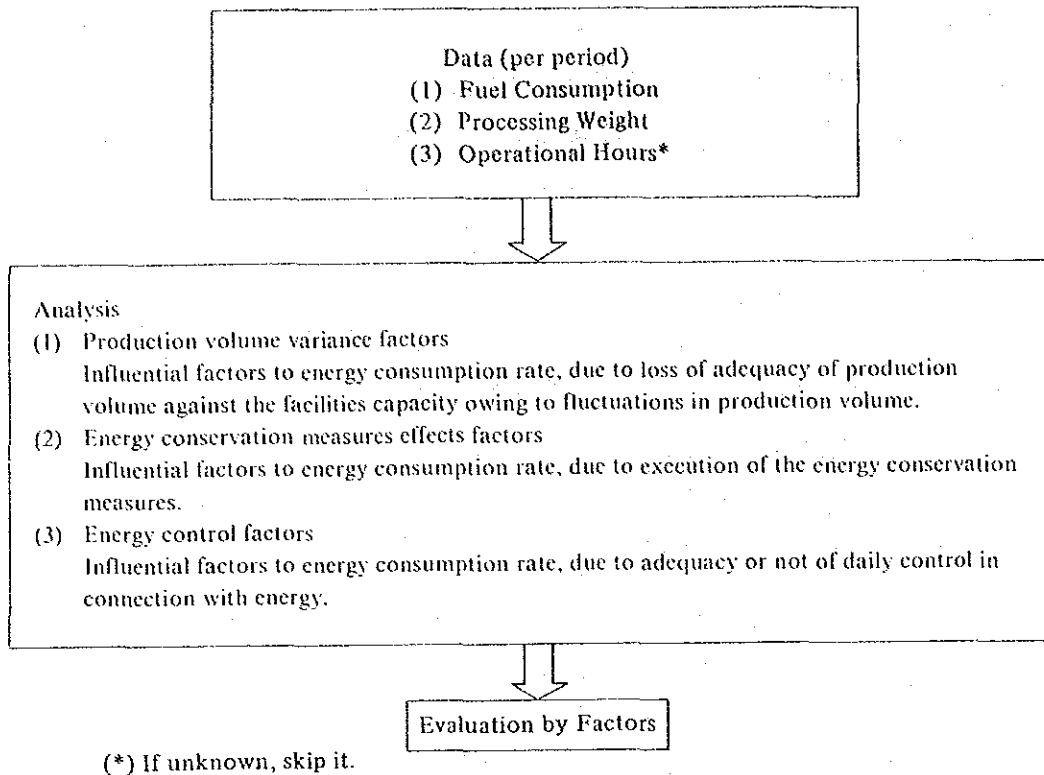 Data (per period)
(1) Fuel Consumption
(2) Processing Weight
(3) Operational Hours*
Analysis
(1) Production volume variance factors
Influential factors to energy consumption rate, due to loss of adequacy of production
volume against the facilities capacity owing to fluctuations in production volume.
(2) Energy conservation measures effects factors
Influential factors to energy consumption rate, due to execution of the energy conservation
measures.
(3) Energy control factors
Influential factors to energy consumption rate, due to adequacy or not of daily control in
connection with energy.
Evaluation by Factors
(*) If unknown, skip it.